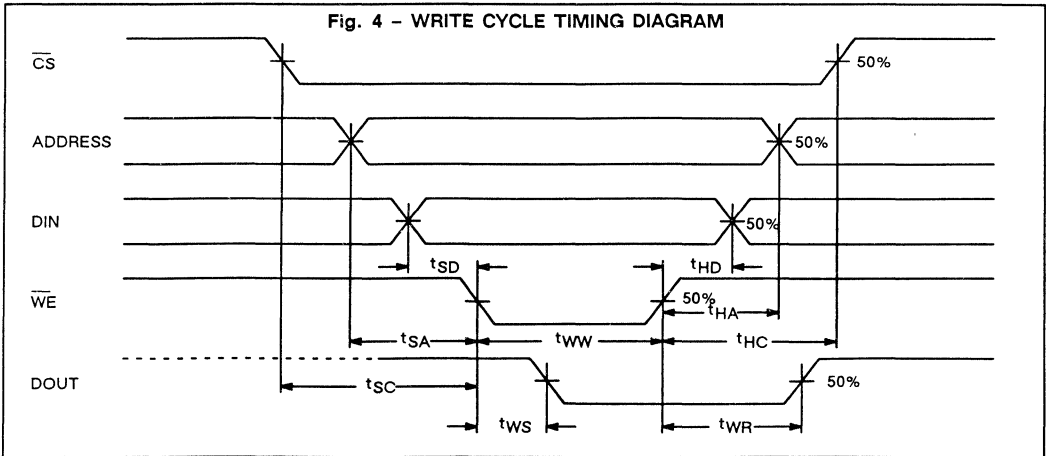 Fig. 4 – WRITE CYCLE TIMING DIAGRAM
CS
50%
ADDRESS
50%
DIN
50%
tSD
tHD
WE
50%
tHA
tSA
tWW
tHC
DOUT
tSC
50%
tWS
tWR